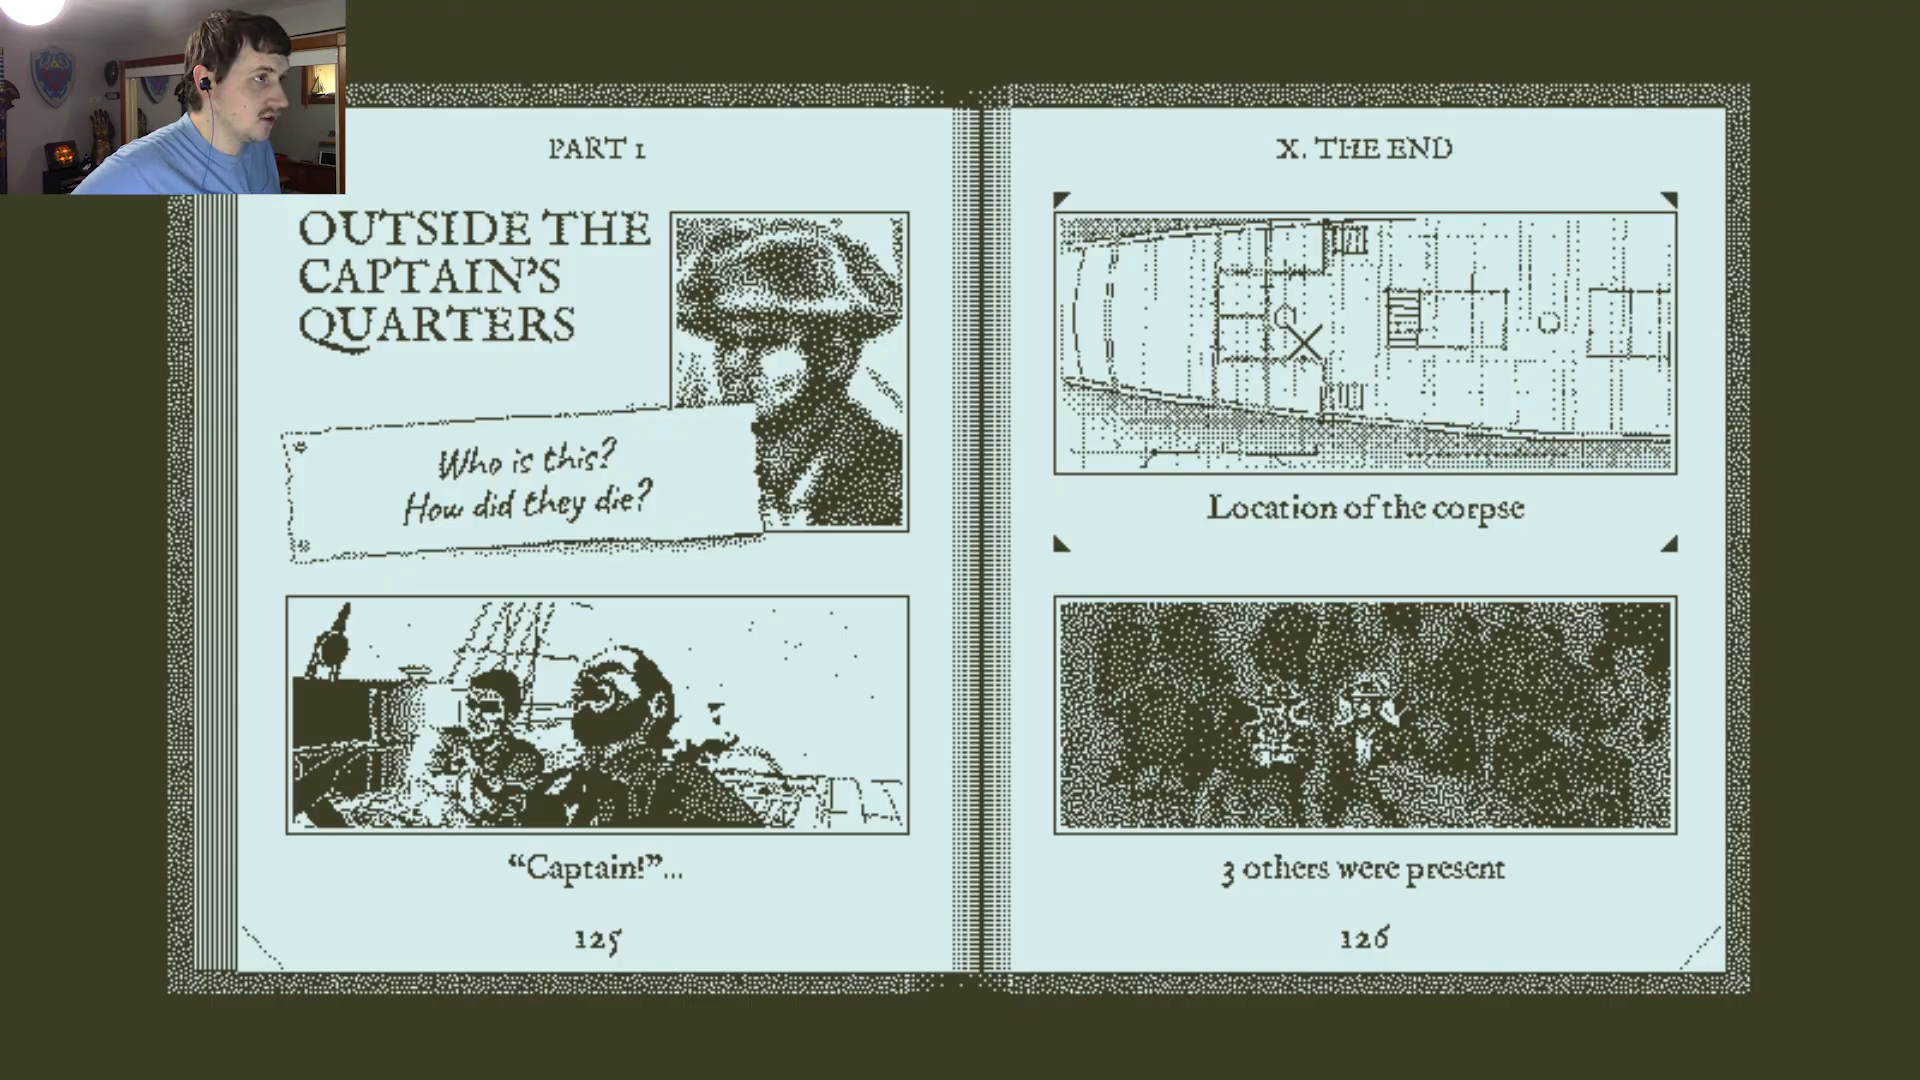 PART 1
OUTSIDE THE
CAPTAIN'S
QUARTERS
Who is this?
How did they die?
"Captain!"...
125
X. THE END
Location of the corpse
3 others were present
126